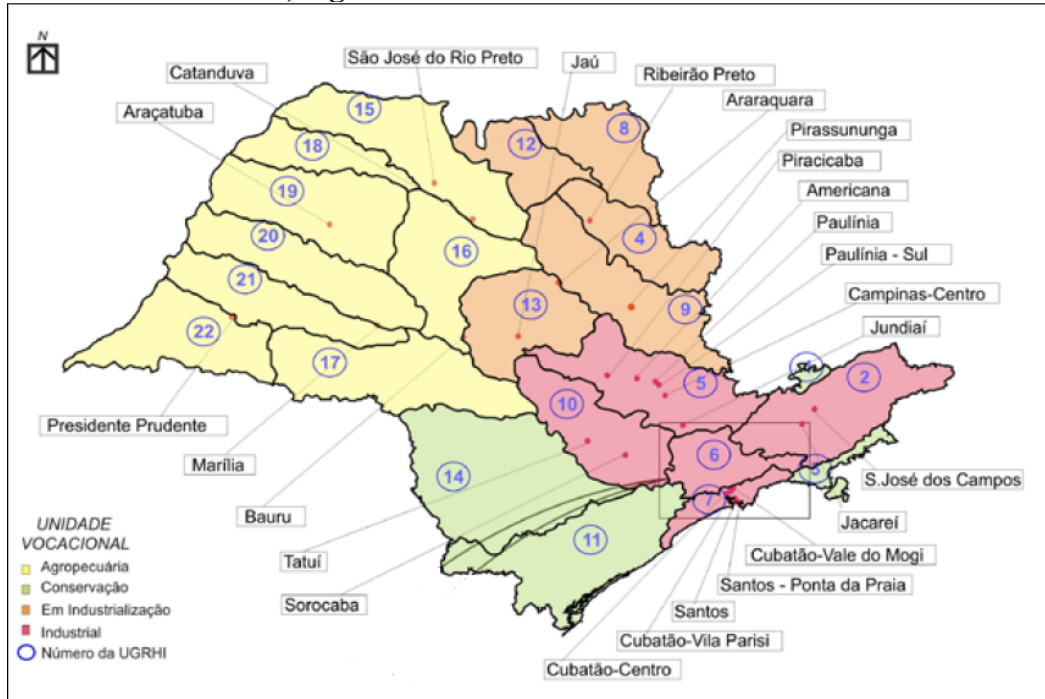 N
São José do Rio Preto
Jaú
Catanduva
Ribeirão Preto
Araraquara
Araçatuba
Pirassununga
Piracicaba
Americana
Paulínia
Paulínia - Sul
Campinas-Centro
Jundiaí
15
8
12
18
19
4
20
16
21
13
9
22
17
1
2
5
10
6
14
3
7
11
Presidente Prudente
Marília
Bauru
Tatuí
Sorocaba
S.José dos Campos
Jacareí
Cubatão-Vale do Mogi
Santos - Ponta da Praia
Santos
Cubatão-Vila Parisi
Cubatão-Centro
UNIDADE
VOCACIONAL
Agropecuária
Conservação
Em Industrialização
Industrial
Número da UGRHI